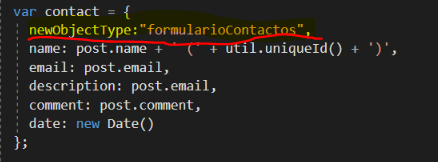 var contact = {
newObjectType:"formularioContactos",
name: post.name + ' (' + util.uniqueId() + ')',
email: post.email,
description: post.email,
comment: post.comment,
date: new Date()
};